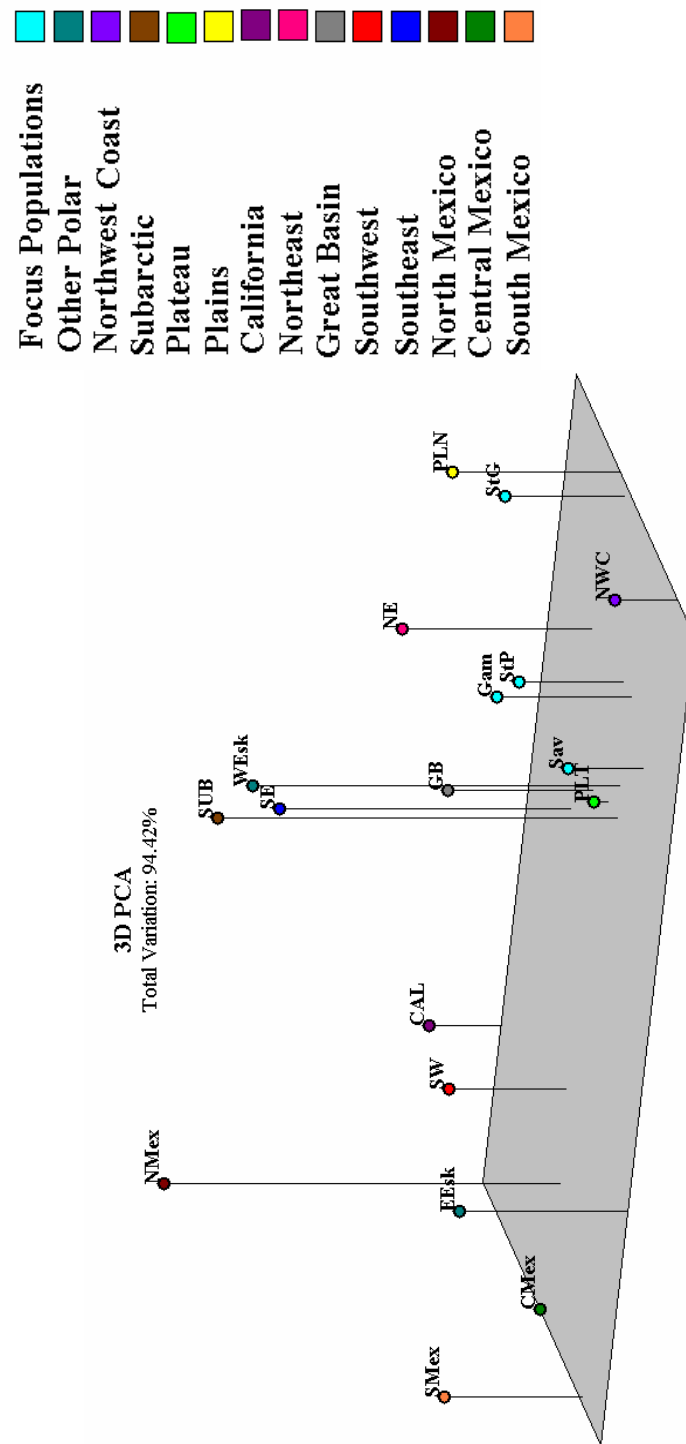 3D PCA
Total Variation: 94.42%
NMex
SUB
WEsk
SE
NE
CAL
SMex
SW
EEsk
GB
PLN
Gam
StG
StP
CMex
Sav
PLT
NWC
Focus Populations
Other Polar
Northwest Coast
Subarctic
Plateau
Plains
California
Northeast
Great Basin
Southwest
Southeast
North Mexico
Central Mexico
South Mexico